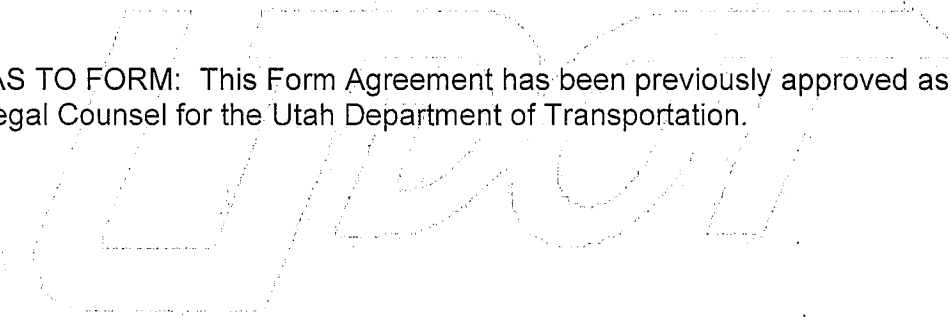 AS TO FORM: This Form Agreement has been previously approved as
egal Counsel for the Utah Department of Transportation.
UDOT